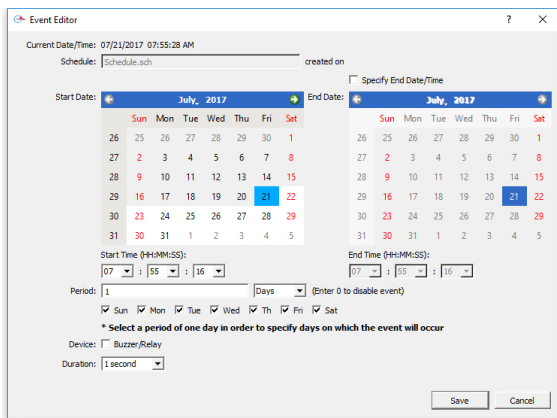 Event Editor ? ×
Current Date/Time: 07/21/2017 07:55:28 AM
Schedule: Schedule.sch created on
Specify End Date/Time
Start Date: July, 2017 End Date: July, 2017
Sun Mon Tue Wed Thu Fri Sat Sun Mon Tue Wed Thu Fri Sat
26 25 26 27 28 29 30 1 26 25 26 27 28 29 30 1
27 2 3 4 5 6 7 8 27 2 3 4 5 6 7 8
28 9 10 11 12 13 14 15 28 9 10 11 12 13 14 15
29 16 17 18 19 20 21 22 29 16 17 18 19 20 21 22
30 23 24 25 26 27 28 29 30 23 24 25 26 27 28 29
31 30 31 1 2 3 4 5 31 30 31 1 2 3 4 5
Start Time (HH:MM:SS): End Time (HH:MM:SS):
07 : 55 : 16 07 : 55 : 16
Period: 1 Days (Enter 0 to disable event)
Sun Mon Tue Wed Th Fri Sat
* Select a period of one day in order to specify days on which the event will occur
Device: Buzzer/Relay
Duration: 1 second
Save Cancel